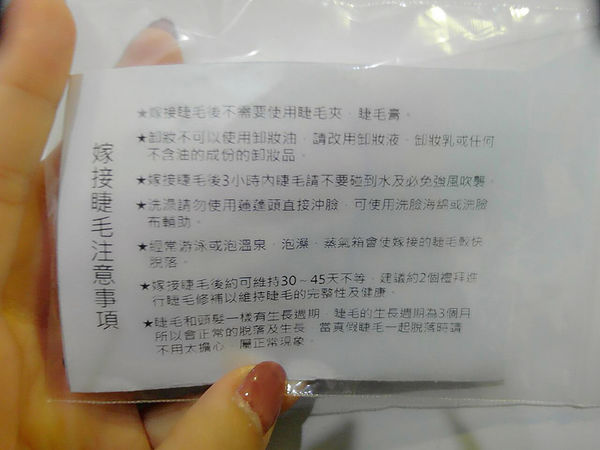 嫁接睫毛注意事項
★嫁接睫毛後不需要使用睫毛夾、睫毛膏。
★卸妝不可以使用卸妝油，請改用卸妝液、卸妝乳或任何
不含油的成份的卸妝品。
★嫁接睫毛後3小時內睫毛請不要碰到水及必免強風吹襲。
★洗澡請勿使用蓮蓬頭直接沖臉，可使用洗臉海綿或洗臉
布輔助。
★經常游泳或泡溫泉、泡澡、蒸氣箱會使嫁接的睫毛較快
脫落。
★嫁接睫毛後約可維持30～45天不等，建議約2個禮拜進
行睫毛修補以維持睫毛的完整性及健康。
★睫毛和頭髮一樣有生長週期，睫毛的生長週期為3個月
所以會正常的脫落及生長，當真假睫毛一起脫落時請
不用太擔心，屬正常現象。